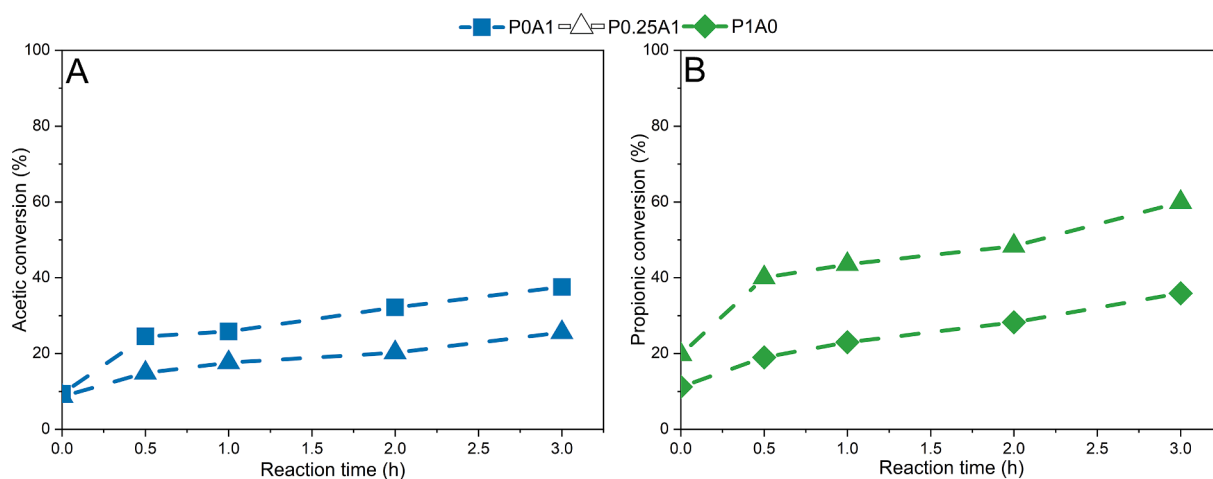 P0A1 P0.25A1 P1A0
A
100
80
60
40
20
0
Acetic conversion (%)
0.0 0.5 1.0 1.5 2.0 2.5 3.0
Reaction time (h)
B
100
80
60
40
20
0
Propionic conversion (%)
0.0 0.5 1.0 1.5 2.0 2.5 3.0
Reaction time (h)